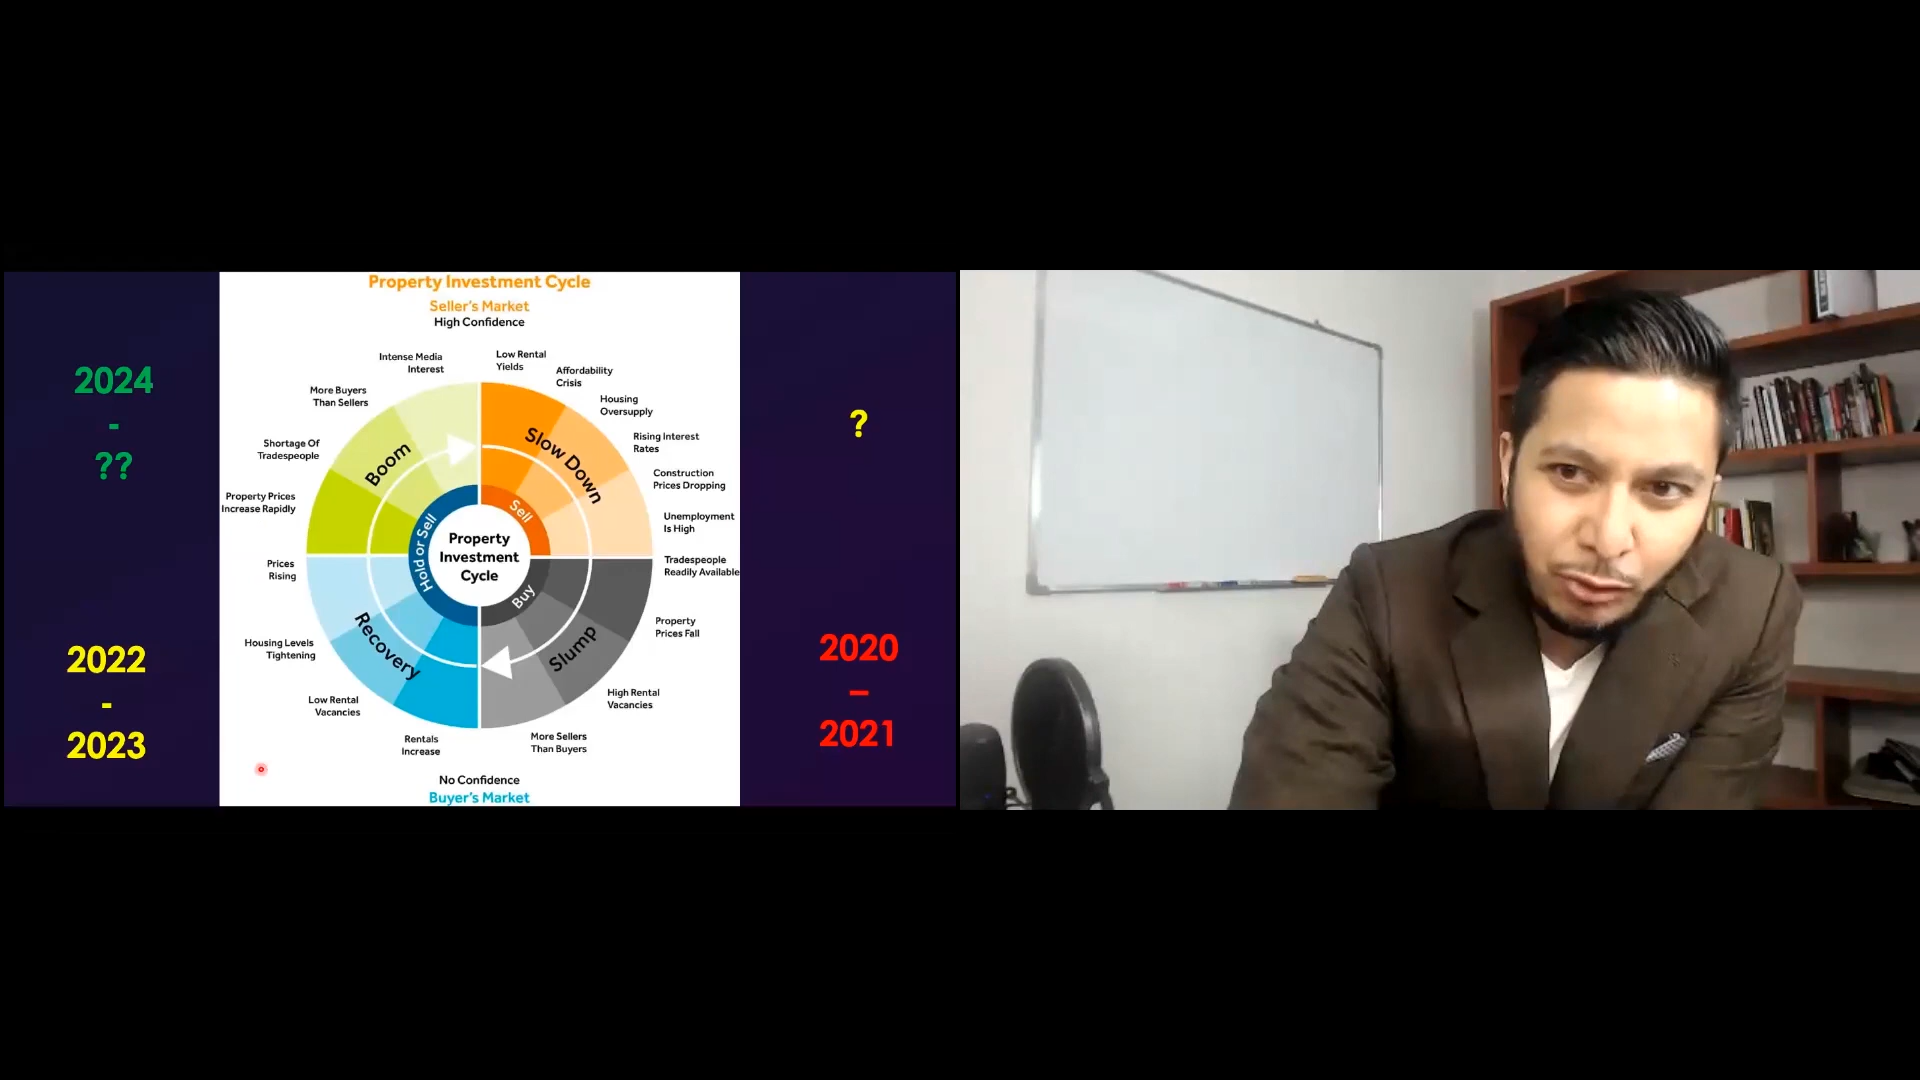 Property Investment Cycle
Seller's Market
High Confidence
Intense Media
Interest
Low Rental
Yields
More Buyers
Than Sellers
Affordability
Crisis
Shortage Of
Tradespeople
Housing
Oversupply
Property Prices
Increase Rapidly
Rising Interest
Rates
Construction
Prices Dropping
Unemployment
Is High
Boom
Slow Down
Hold or Sell
Sell
Property
Investment
Cycle
Prices
Rising
Tradespeople
Readily Available
Buy
Recovery
Slump
Housing Levels
Tightening
Property
Prices Fall
Low Rental
Vacancies
High Rental
Vacancies
Rentals
Increase
More Sellers
Than Buyers
No Confidence
Buyer's Market
2024
-
??
?
2022
-
2023
2020
–
2021